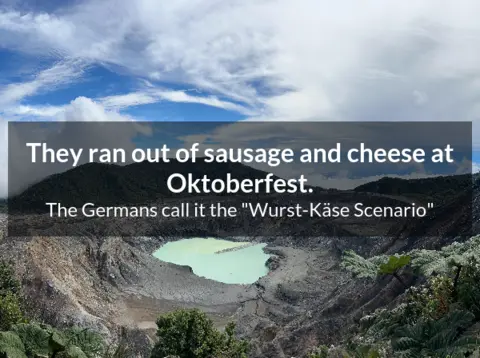 They ran out of sausage and cheese at
Oktoberfest.
The Germans call it the "Wurst-Käse Scenario"